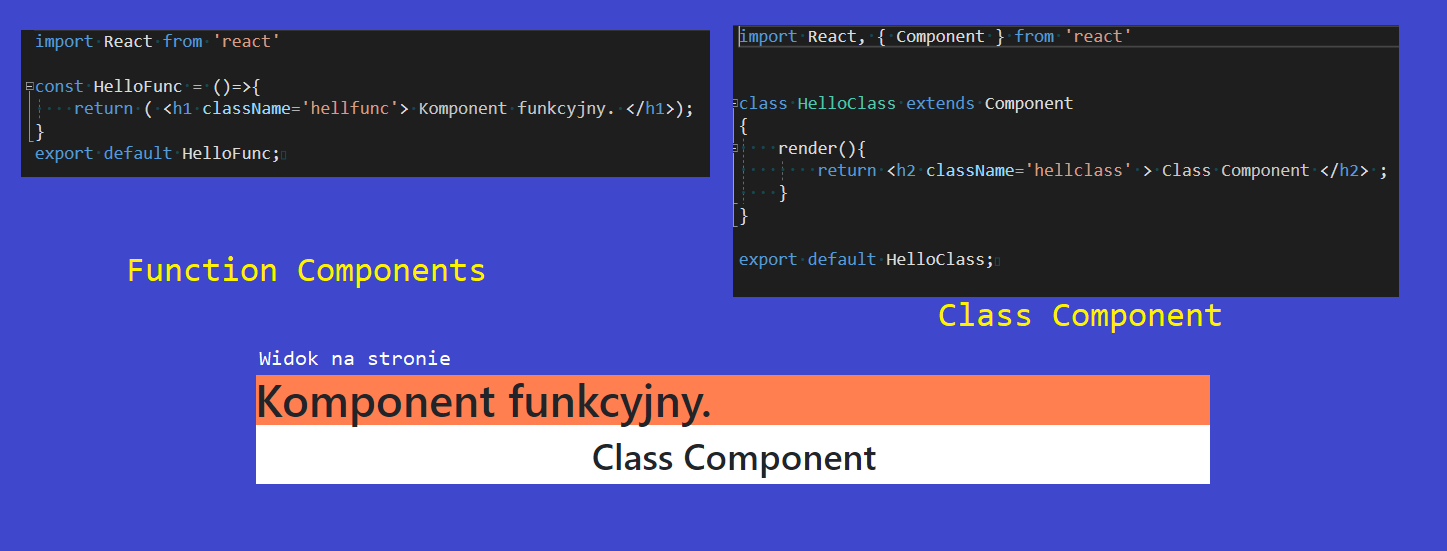 import React from 'react'
const HelloFunc = ()=>{
return ( <h1 className='hellfunc'> Komponent funkcyjny. </h1>);
}
export default HelloFunc;
Function Components
import React, { Component } from 'react'
class HelloClass extends Component
{
render(){
return <h2 className='hellclass' > Class Component </h2> ;
}
}
export default HelloClass;
Class Component
Widok na stronie
Komponent funkcyjny.
Class Component